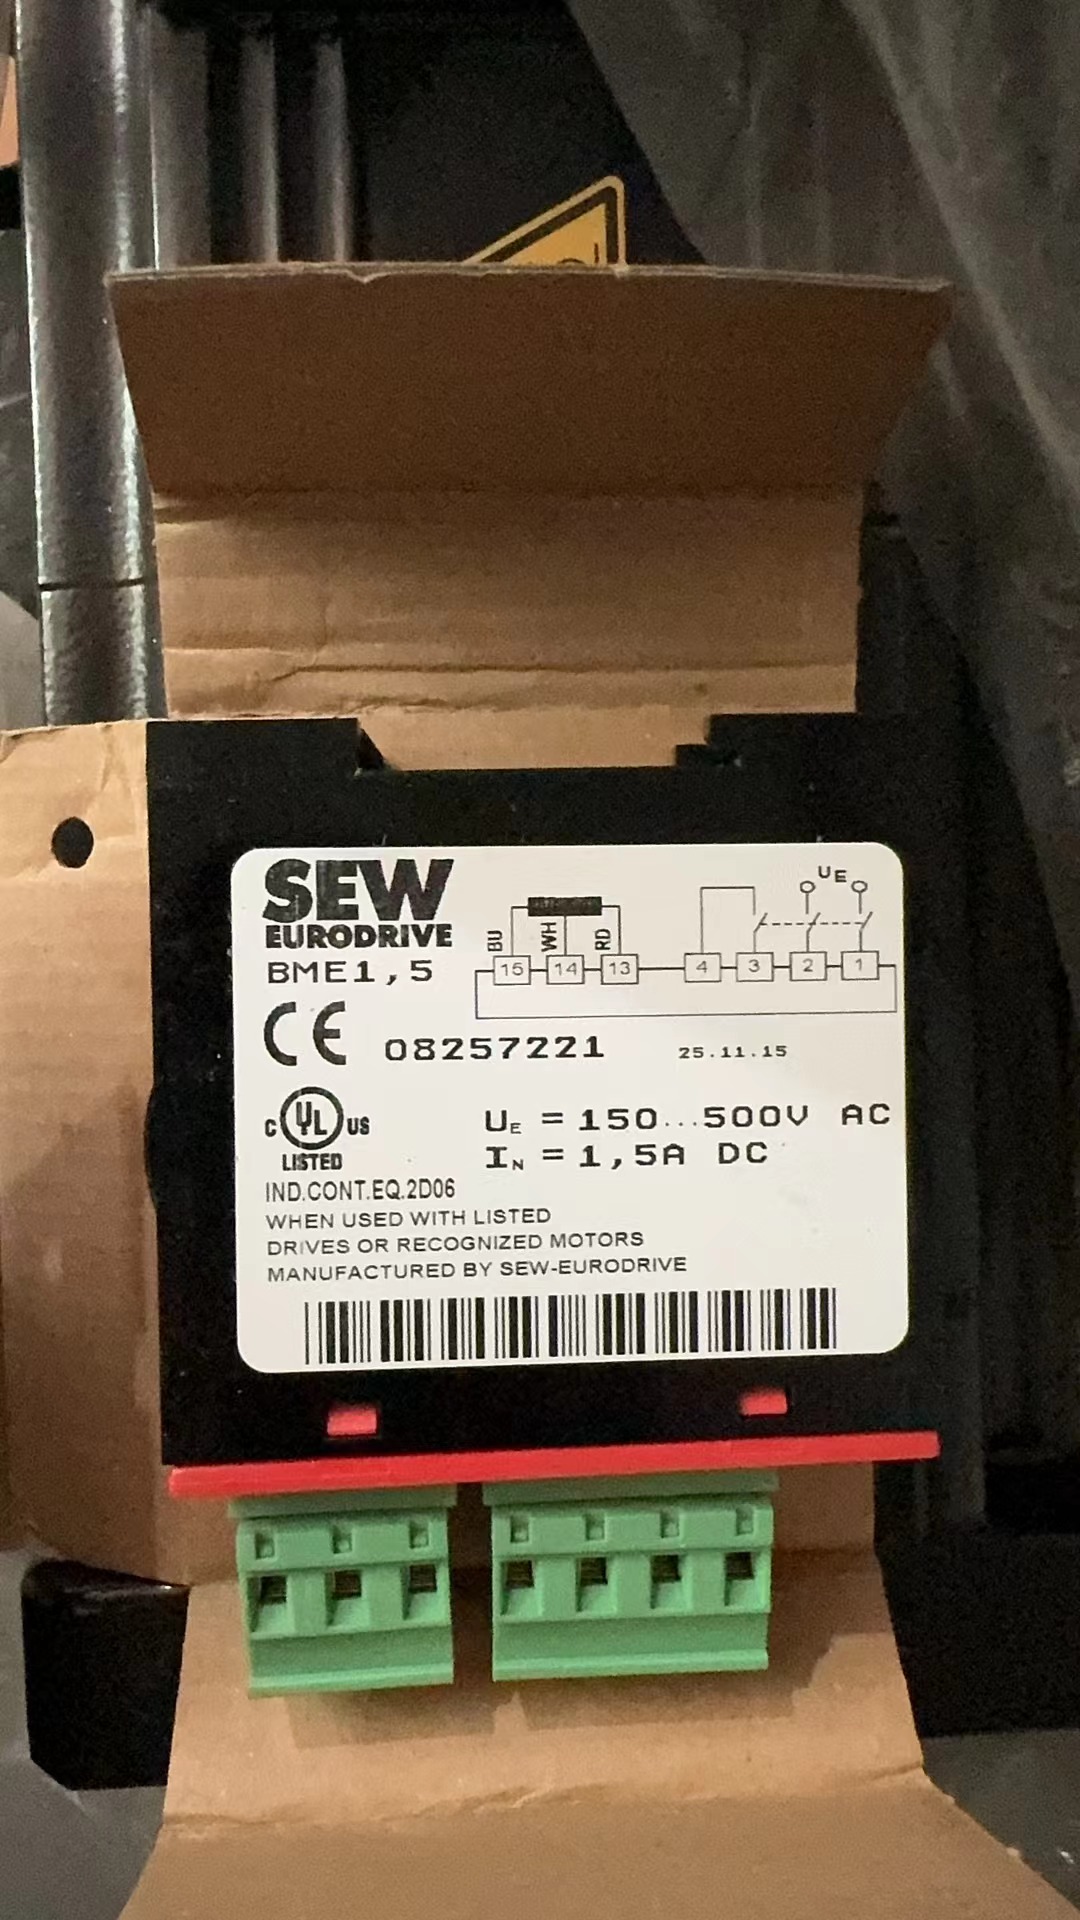 SEW
EURODRIVE
BME1,5
BU
WH
RD
15
14
13
4
3
2
1
UE
CE
08257221
25.11.15
C UL US
LISTED
IND.CONT.EQ.2D06
UE = 150...500V AC
IN = 1,5A DC
WHEN USED WITH LISTED
DRIVES OR RECOGNIZED MOTORS
MANUFACTURED BY SEW-EURODRIVE